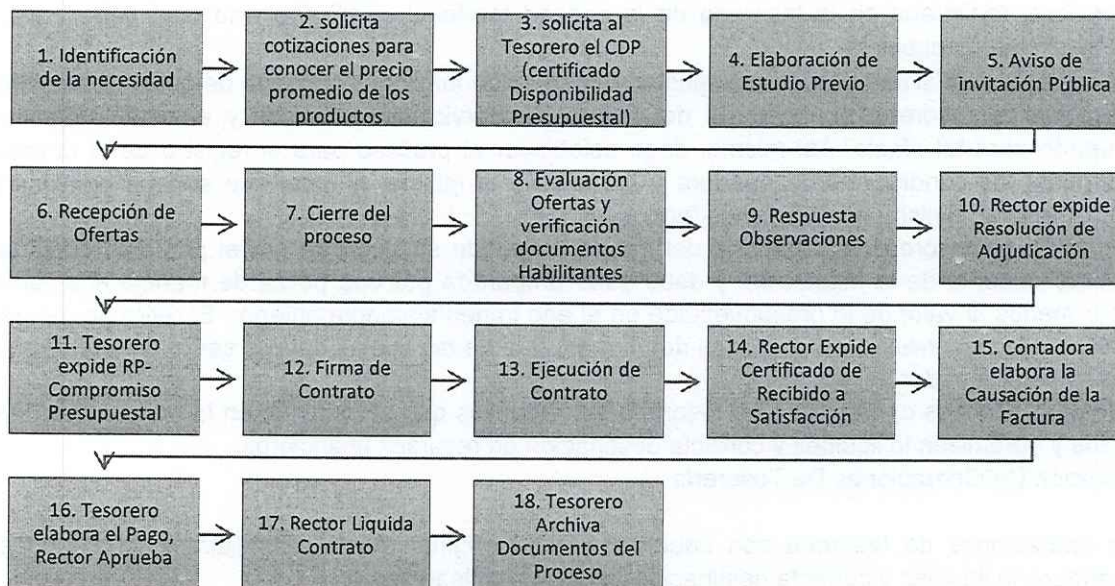 1. Identificación
de la necesidad
2. solicita
cotizaciones para
conocer el precio
promedio de los
productos
3. solicita al
Tesorero el CDP
(certificado
Disponibilidad
Presupuestal)
4. Elaboración de
Estudio Previo
5. Aviso de
invitación Pública
6. Recepción de
Ofertas
7. Cierre del
proceso
8. Evaluación
Ofertas y
verificación
documentos
Habilitantes
9. Respuesta
Observaciones
10. Rector expide
Resolución de
Adjudicación
11. Tesorero
expide RP-
Compromiso
Presupuestal
12. Firma de
Contrato
13. Ejecución de
Contrato
14. Rector Expide
Certificado de
Recibido a
Satisfacción
15. Contadora
elabora la
Causación de la
Factura
16. Tesorero
elabora el Pago,
Rector Aprueba
17. Rector Liquida
Contrato
18. Tesorero
Archiva
Documentos del
Proceso